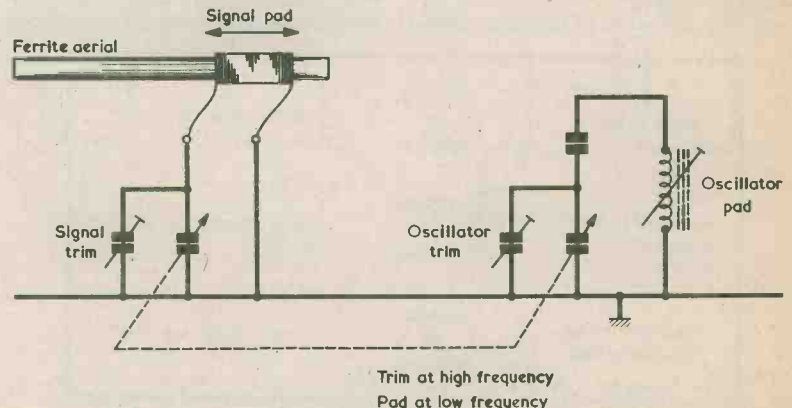 Signal pad
Ferrite aerial
Signal
trim
Oscillator
trim
Oscillator
pad
Trim at high frequency
Pad at low frequency